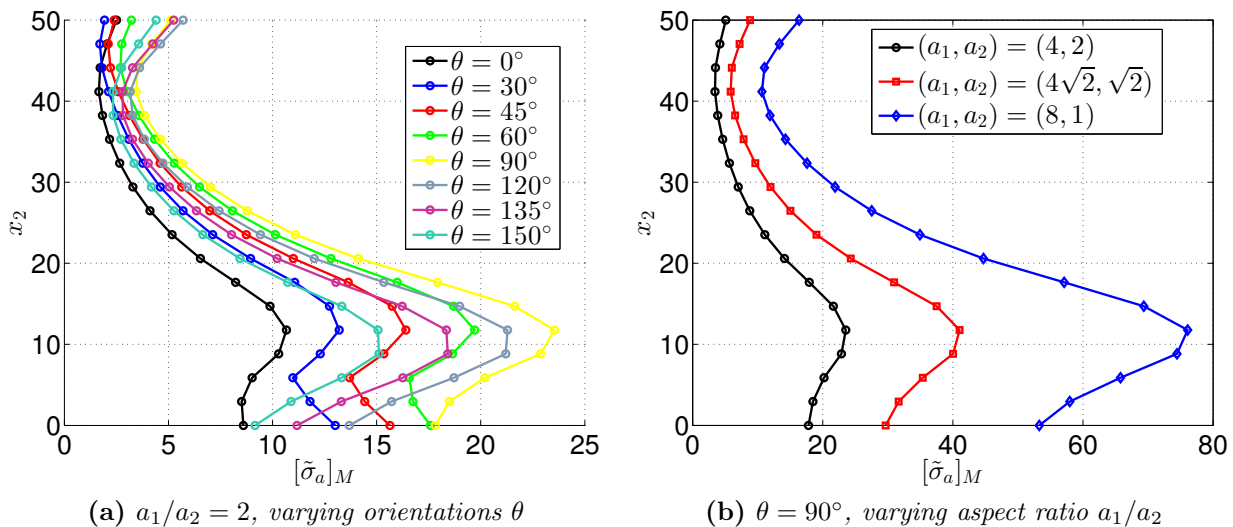 50
40
30
20
10
0
x₂
0 5 10 15 20 25
[σ̃ₐ]_M
θ = 0°
θ = 30°
θ = 45°
θ = 60°
θ = 90°
θ = 120°
θ = 135°
θ = 150°
(a) a₁/a₂ = 2, varying orientations θ
50
40
30
20
10
0
x₂
0 20 40 60 80
[σ̃ₐ]_M
(a₁, a₂) = (4, 2)
(a₁, a₂) = (4√2, √2)
(a₁, a₂) = (8, 1)
(b) θ = 90°, varying aspect ratio a₁/a₂